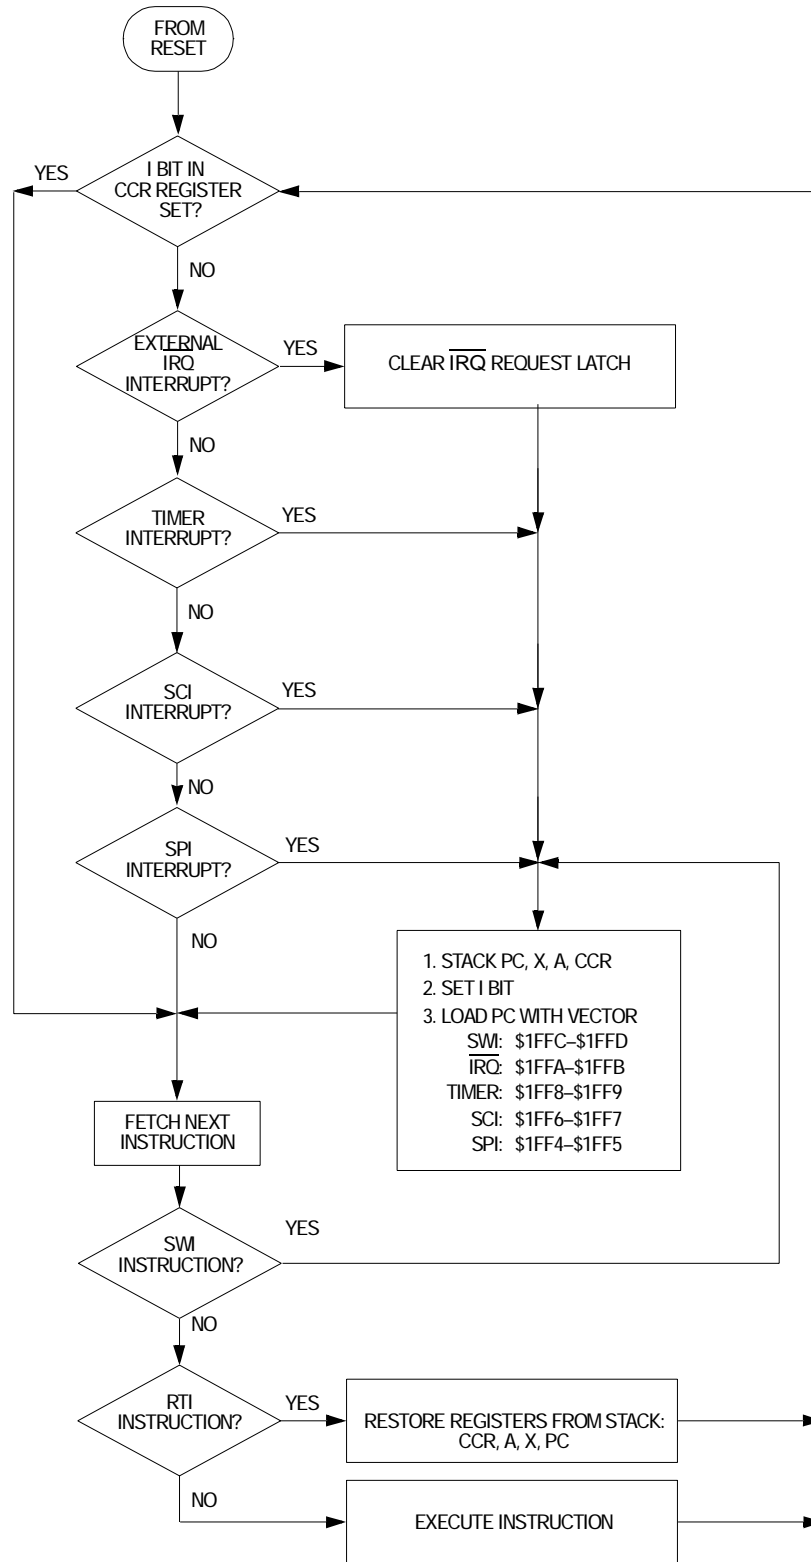 FROM
RESET
YES
I BIT IN
CCR REGISTER
SET?
NO
EXTERNAL
IRQ
INTERRUPT?
YES
CLEAR IRQ REQUEST LATCH
NO
TIMER
INTERRUPT?
YES
NO
SCI
INTERRUPT?
YES
NO
SPI
INTERRUPT?
YES
NO
1. STACK PC, X, A, CCR
2. SET I BIT
3. LOAD PC WITH VECTOR
SWI: $1FFC–$1FFD
IRQ: $1FFA–$1FFB
TIMER: $1FF8–$1FF9
SCI: $1FF6–$1FF7
SPI: $1FF4–$1FF5
FETCH NEXT
INSTRUCTION
SWI
INSTRUCTION?
YES
NO
RTI
INSTRUCTION?
YES
RESTORE REGISTERS FROM STACK:
CCR, A, X, PC
NO
EXECUTE INSTRUCTION